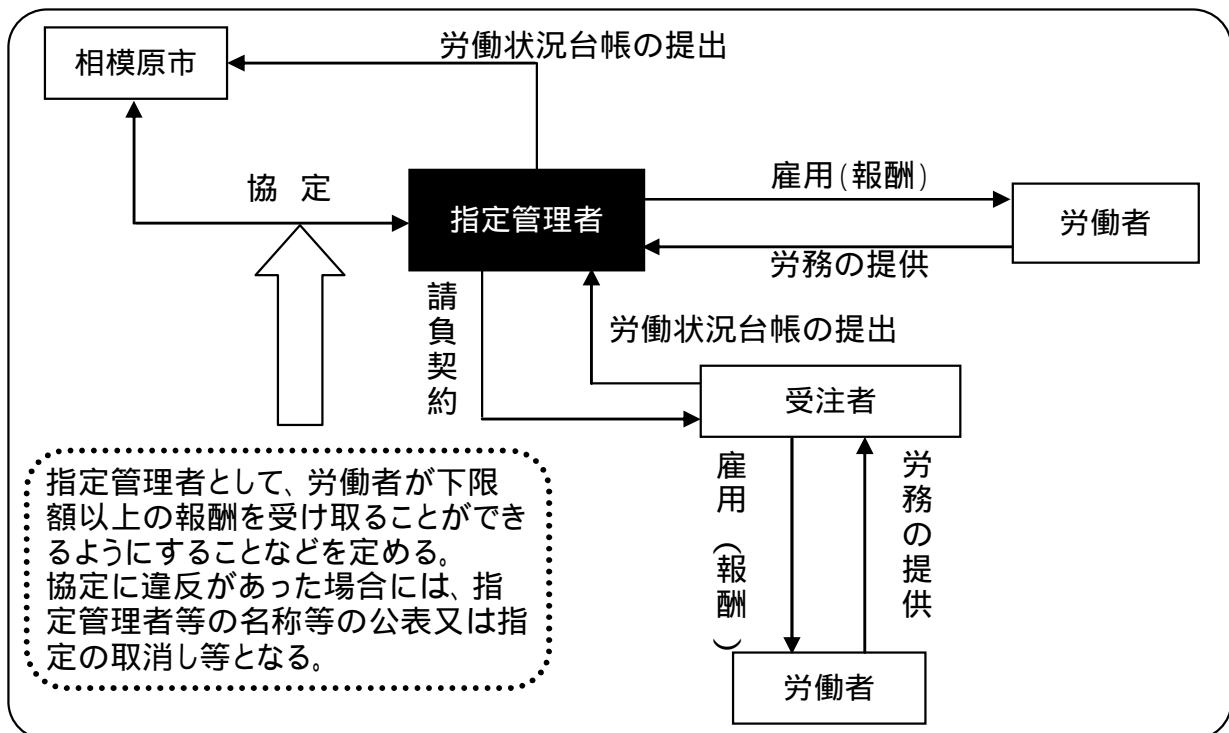 労働状況台帳の提出
相模原市
協 定
雇用(報酬)
指定管理者
労働者
労務の提供
請負契約
労働状況台帳の提出
受注者
指定管理者として、労働者が下限
額以上の報酬を受け取ることができ
るようにすることなどを定める。
協定に違反があった場合には、指
定管理者等の名称等の公表又は指
定の取消し等となる。
雇用(報酬)
労務の提供
労働者